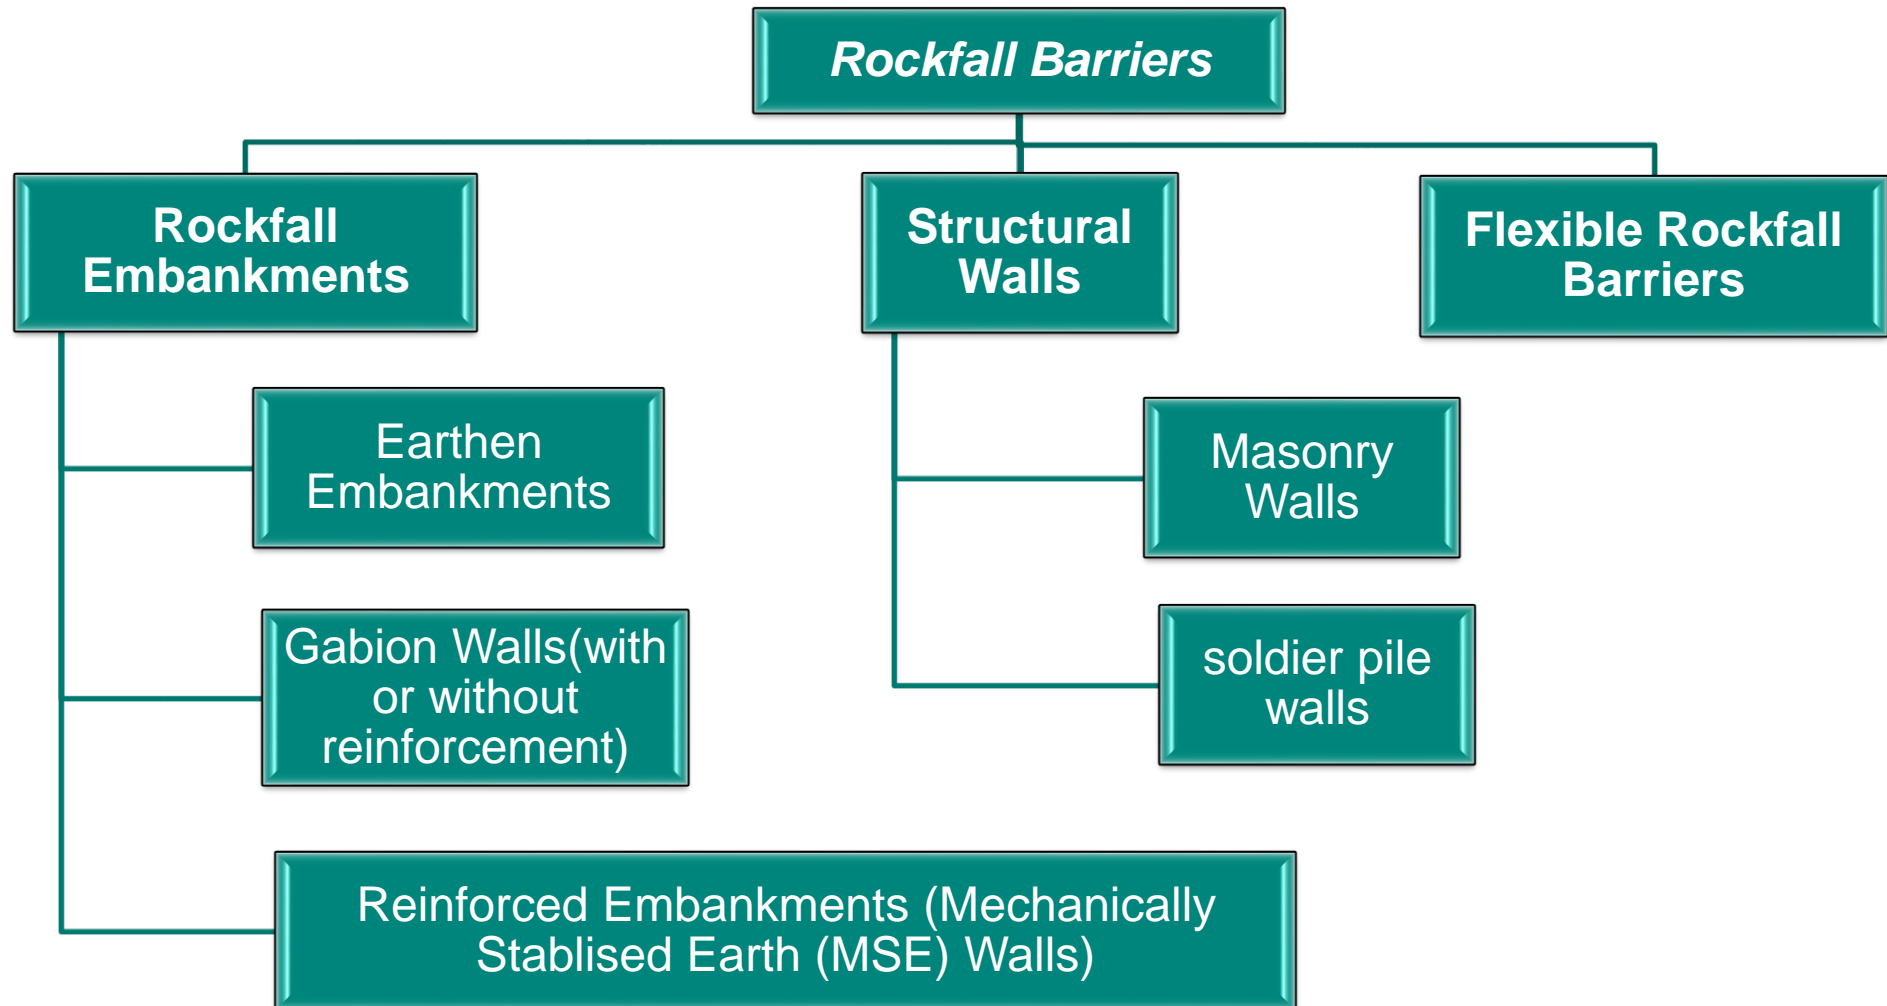 Rockfall Barriers
Rockfall
Embankments
Structural
Walls
Flexible Rockfall
Barriers
Earthen
Embankments
Masonry
Walls
Gabion Walls(with
or without
reinforcement)
soldier pile
walls
Reinforced Embankments (Mechanically
Stablised Earth (MSE) Walls)